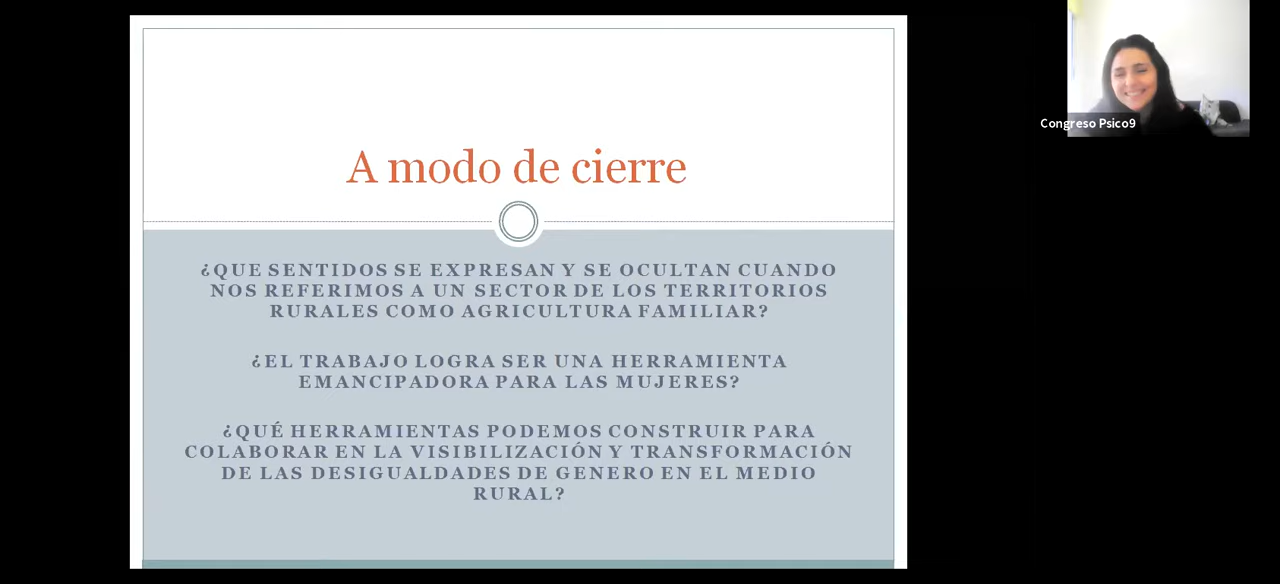 A modo de cierre
¿QUE SENTIDOS SE EXPRESAN Y SE OCULTAN CUANDO
NOS REFERIMOS A UN SECTOR DE LOS TERRITORIOS
RURALES COMO AGRICULTURA FAMILIAR?
¿EL TRABAJO LOGRA SER UNA HERRAMIENTA
EMANCIPADORA PARA LAS MUJERES?
¿QUÉ HERRAMIENTAS PODEMOS CONSTRUIR PARA
COLABORAR EN LA VISIBILIZACIÓN Y TRANSFORMACIÓN
DE LAS DESIGUALDADES DE GENERO EN EL MEDIO
RURAL?
Congreso Psico9